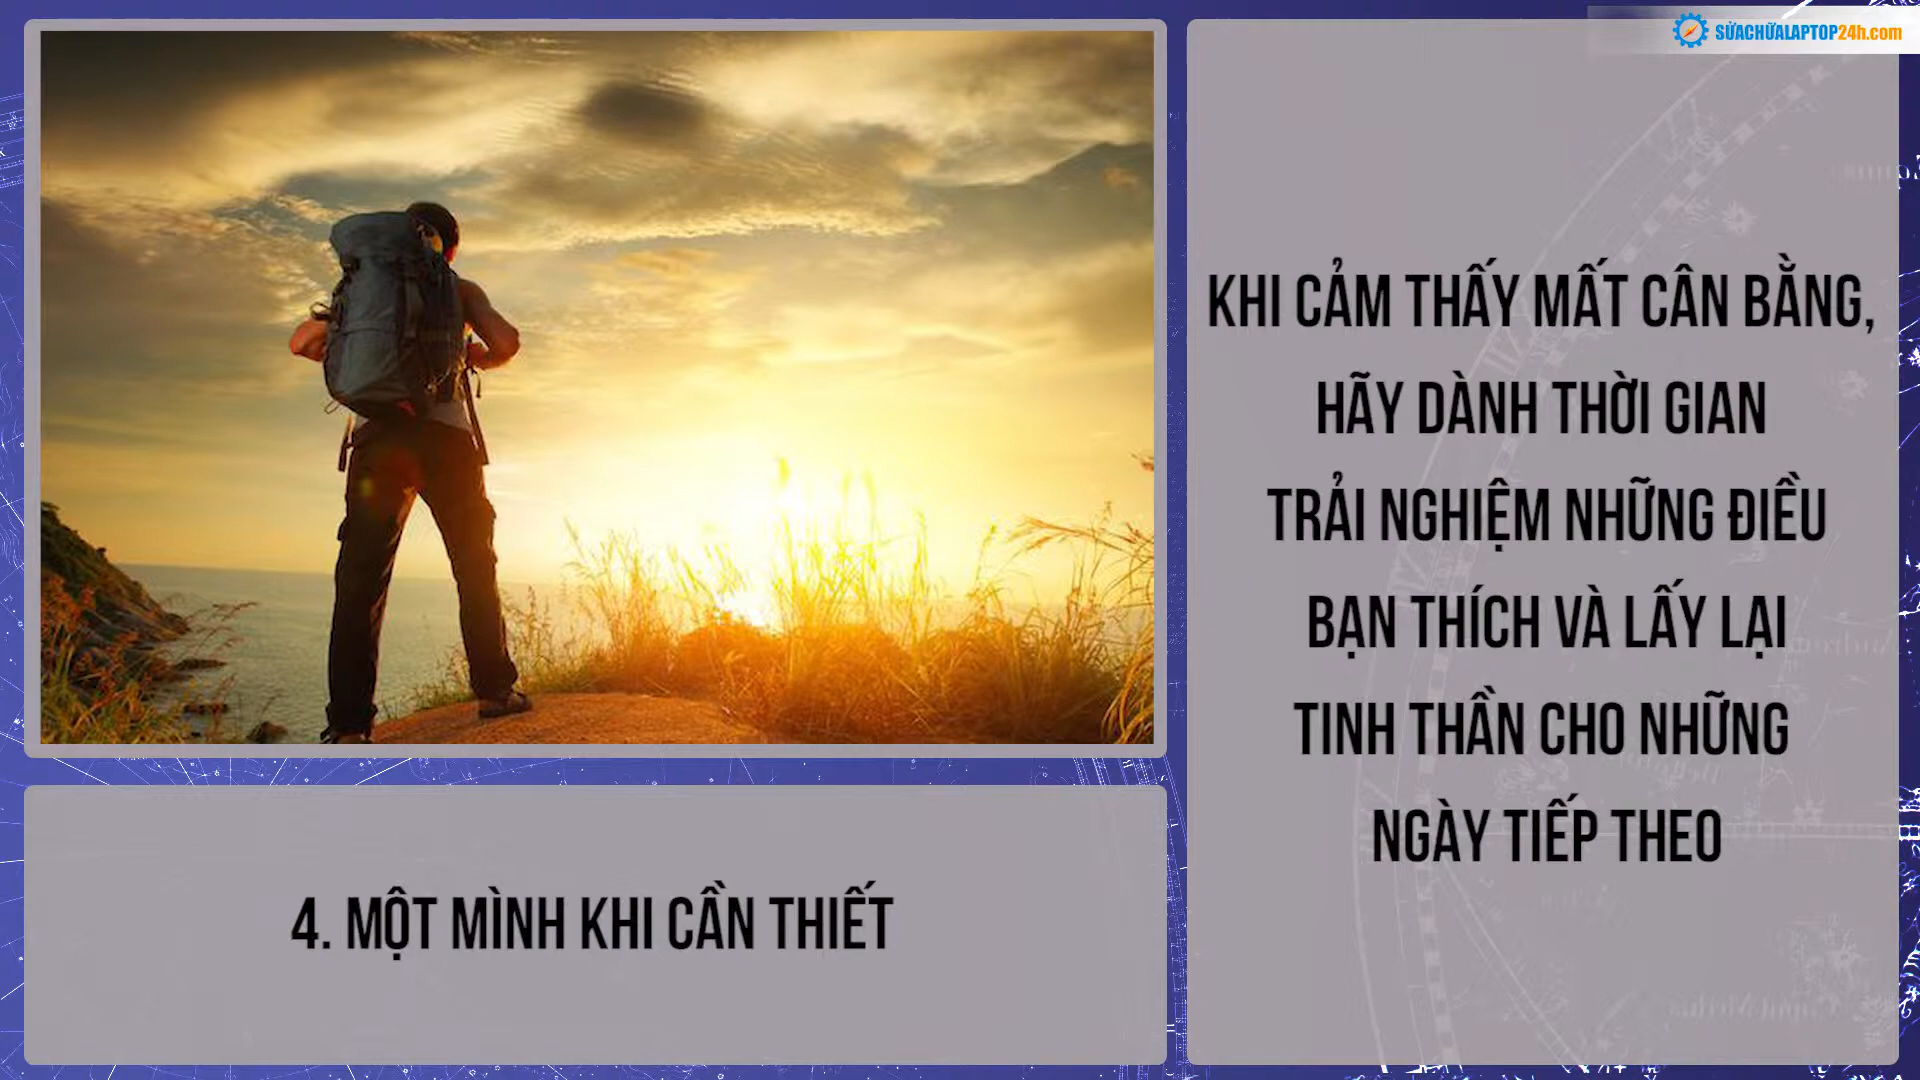 SỬACHỮALAPTOP24h.com
KHI CẢM THẤY MẤT CÂN BẰNG,
HÃY DÀNH THỜI GIAN
TRẢI NGHIỆM NHỮNG ĐIỀU
BẠN THÍCH VÀ LẤY LẠI
TINH THẦN CHO NHỮNG
NGÀY TIẾP THEO
4. MỘT MÌNH KHI CẦN THIẾT